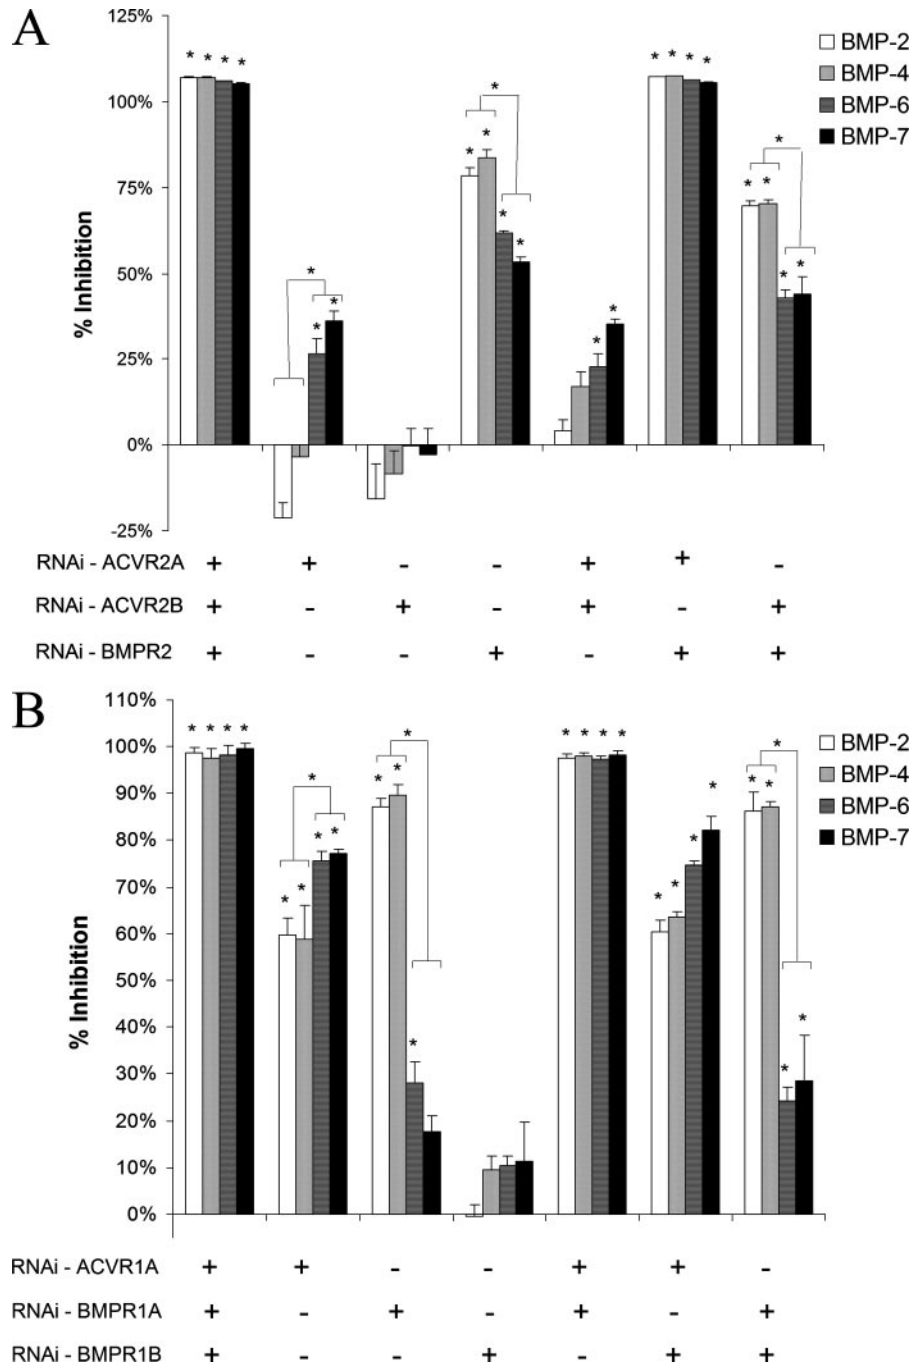 A
125%
BMP-2
BMP-4
BMP-6
BMP-7
* * * *
* * * *
100%
75%
50%
25%
0%
-25%
% Inhibition
RNAi - ACVR2A + + - - + + -
RNAi - ACVR2B + - + - + - +
RNAi - BMPR2 + - - + - + +
B
110%
BMP-2
BMP-4
BMP-6
BMP-7
* * * *
* * * *
100%
90%
80%
70%
60%
50%
40%
30%
20%
10%
0%
% Inhibition
RNAi - ACVR1A + + - - + + -
RNAi - BMPR1A + - + - + - +
RNAi - BMPR1B + - - + - + +